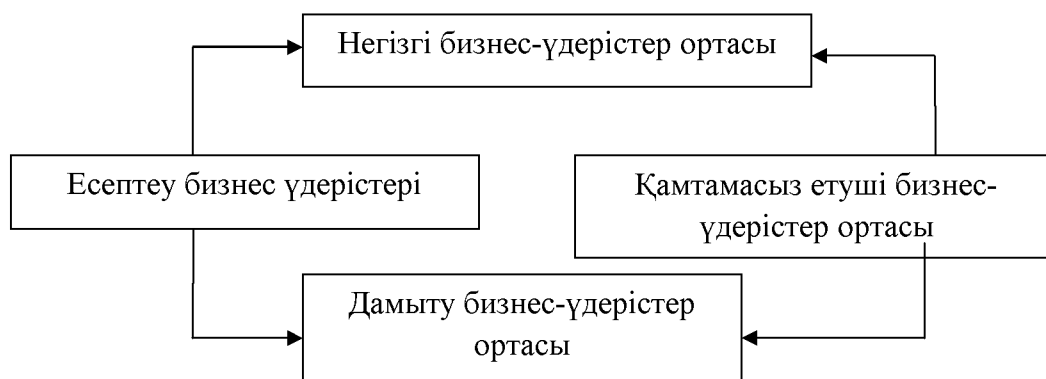 Негізгі бизнес-үдерістер ортасы
Есептеу бизнес үдерістері
Қамтамасыз етуші бизнес-
үдерістер ортасы
Дамыту бизнес-үдерістер
ортасы